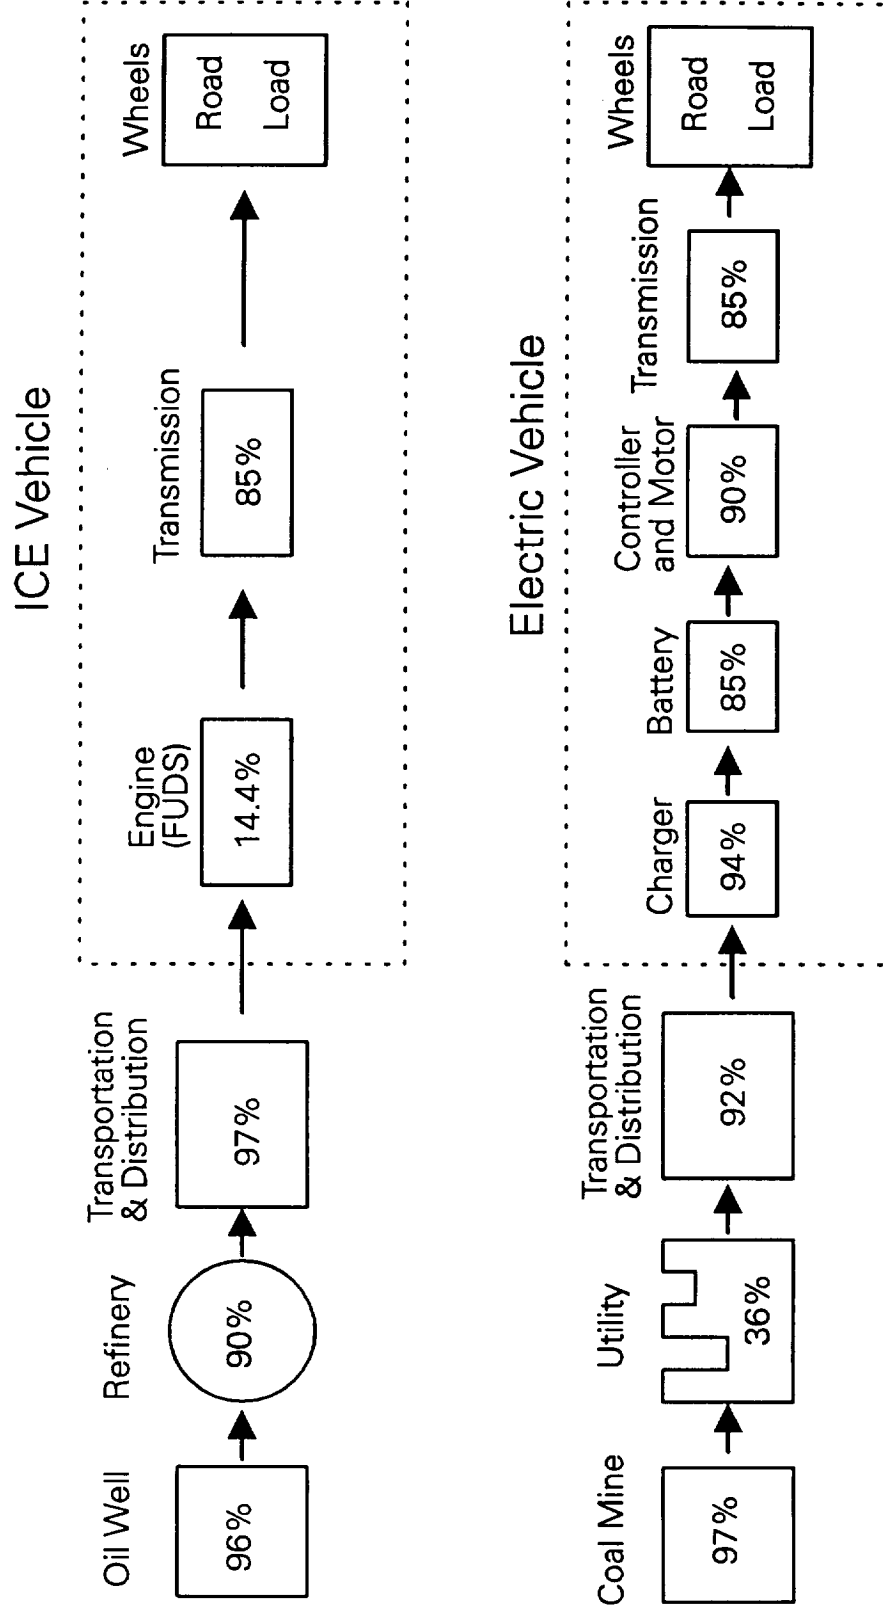 ICE Vehicle
Oil Well
96%
Refinery
90%
Transportation
& Distribution
97%
Engine
(FUDS)
14.4%
Transmission
85%
Wheels
Road
Load
Electric Vehicle
Coal Mine
97%
Utility
36%
Transportation
& Distribution
92%
Charger
94%
Battery
85%
Controller
and Motor
90%
Transmission
85%
Wheels
Road
Load